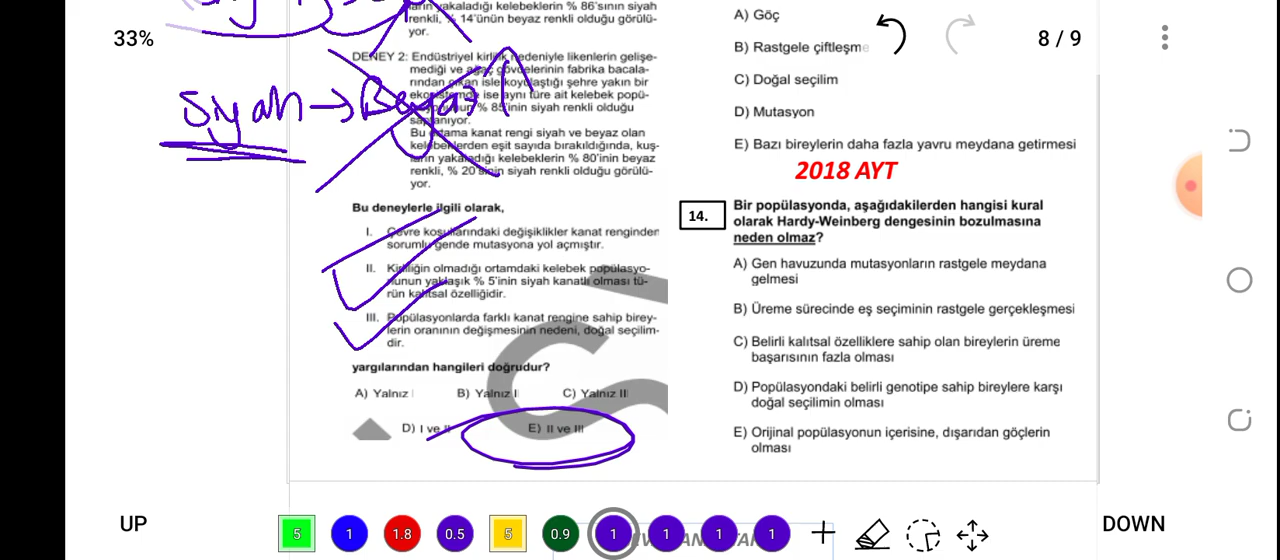 33%
ların yakaladığı kelebeklerin % 86'sının siyah
renkli, % 14'ünün beyaz renkli olduğu görülü-
yor.
DENEY 2: Endüstriyel kirlilik nedeniyle likenlerin gelişe-
mediği ve ağaç gövdelerinin fabrika bacala-
rından çıkan isle koyulaştığı şehre yakın bir
ekosistemde ise aynı türe ait kelebek popü-
% 85'inin siyah renkli olduğu
saptanıyor.
Bu ortama kanat rengi siyah ve beyaz olan
kelebeklerden eşit sayıda bırakıldığında, kuş-
ların yakaladığı kelebeklerin % 80'inin beyaz
renkli, % 20'sinin siyah renkli olduğu görülü-
yor.
Siyah → Beyaz
Bu deneylerle ilgili olarak,
I. Çevre koşullarındaki değişiklikler kanat renginden
sorumlu gende mutasyona yol açmıştır.
II. Kirliliğin olmadığı ortamdaki kelebek popülasyo-
nunun yaklaşık % 5'inin siyah kanatlı olması tü-
rün kalıtsal özelliğidir.
III. Popülasyonlarda farklı kanat rengine sahip birey-
lerin oranının değişmesinin nedeni, doğal seçilim-
dir.
yargılarından hangileri doğrudur?
A) Yalnız I B) Yalnız II C) Yalnız III
D) I ve II E) II ve III
8 / 9
A) Göç
B) Rastgele çiftleşme
C) Doğal seçilim
D) Mutasyon
E) Bazı bireylerin daha fazla yavru meydana getirmesi
2018 AYT
14. Bir popülasyonda, aşağıdakilerden hangisi kural
olarak Hardy-Weinberg dengesinin bozulmasına
neden olmaz?
A) Gen havuzunda mutasyonların rastgele meydana
gelmesi
B) Üreme sürecinde eş seçiminin rastgele gerçekleşmesi
C) Belirli kalıtsal özelliklere sahip olan bireylerin üreme
başarısının fazla olması
D) Popülasyondaki belirli genotipe sahip bireylere karşı
doğal seçilimin olması
E) Orijinal popülasyonun içerisine, dışarıdan göçlerin
olması
UP
5 1 1.8 0.5 5 0.9 1 1 1 1
DOWN